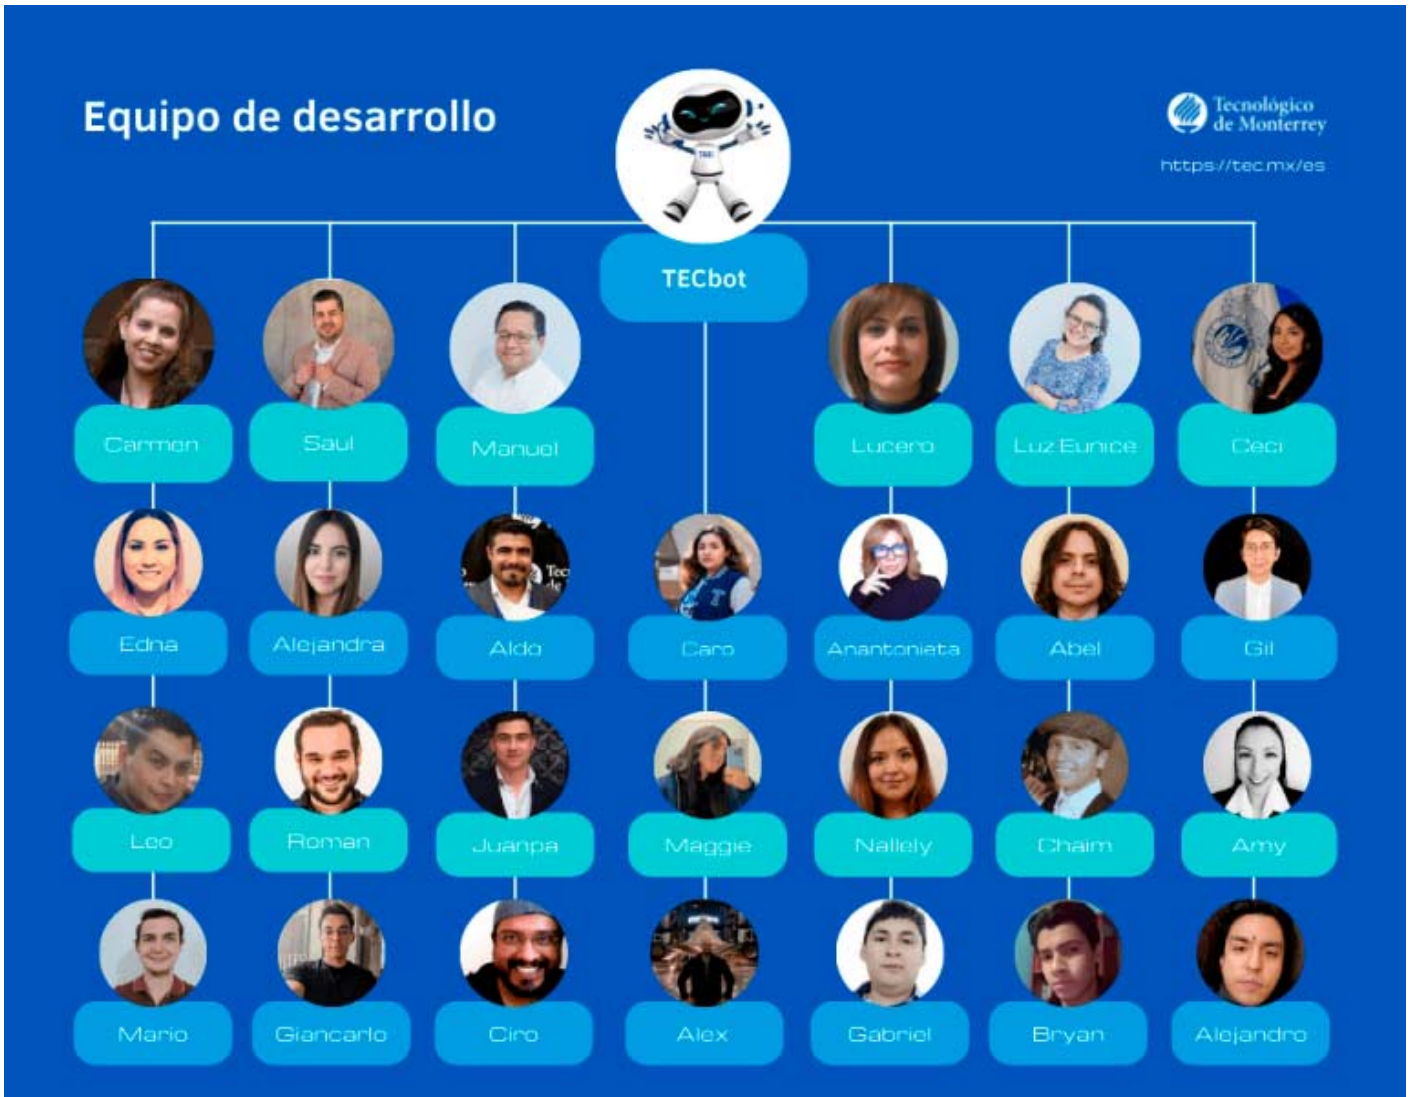 Equipo de desarrollo
Tecnológico
de Monterrey
https://tec.mx/es
TECbot
Carmen
Saul
Manuel
Lucero
Luz Eunice
Ceci
Edna
Alejandra
Aldo
Caro
Anantonieta
Abel
Gil
Leo
Roman
Juanpa
Maggie
Nallely
Chaim
Amy
Mario
Giancarlo
Ciro
Alex
Gabriel
Bryan
Alejandro